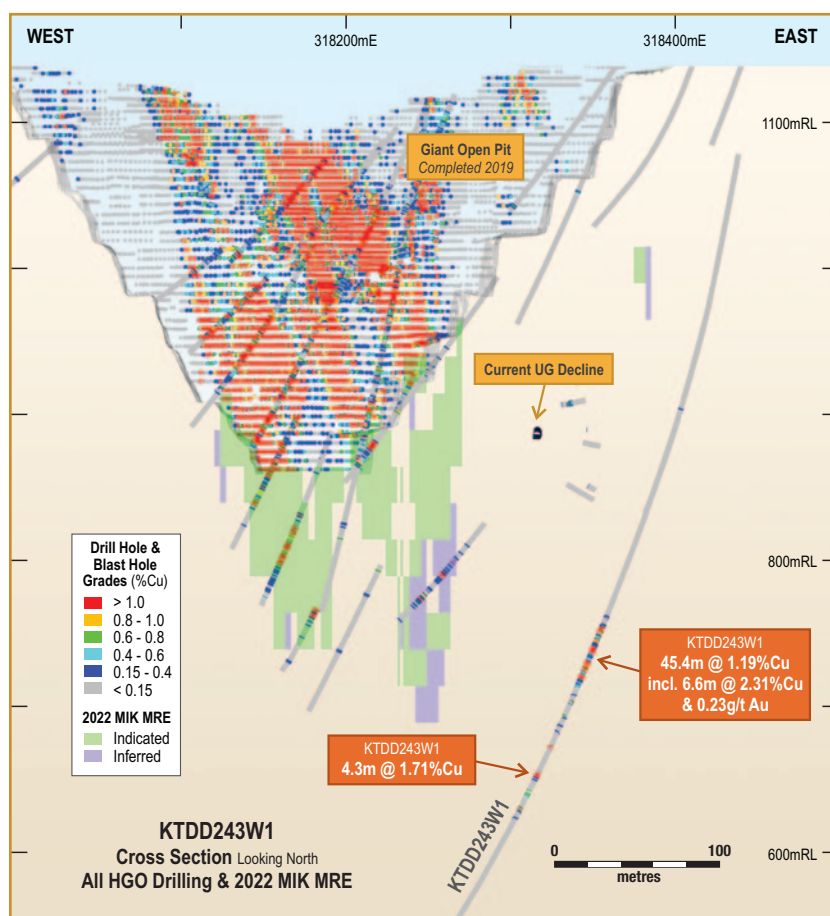 WEST
318200mE
318400mE
EAST
1100mRL
Giant Open Pit
Completed 2019
Current UG Decline
Drill Hole &
Blast Hole
Grades (%Cu)
> 1.0
0.8 - 1.0
0.6 - 0.8
0.4 - 0.6
0.15 - 0.4
< 0.15
2022 MIK MRE
Indicated
Inferred
800mRL
KTDD243W1
45.4m @ 1.19%Cu
incl. 6.6m @ 2.31%Cu
& 0.23g/t Au
KTDD243W1
4.3m @ 1.71%Cu
KTDD243W1
KTDD243W1
Cross Section Looking North
All HGO Drilling & 2022 MIK MRE
0
100
metres
600mRL